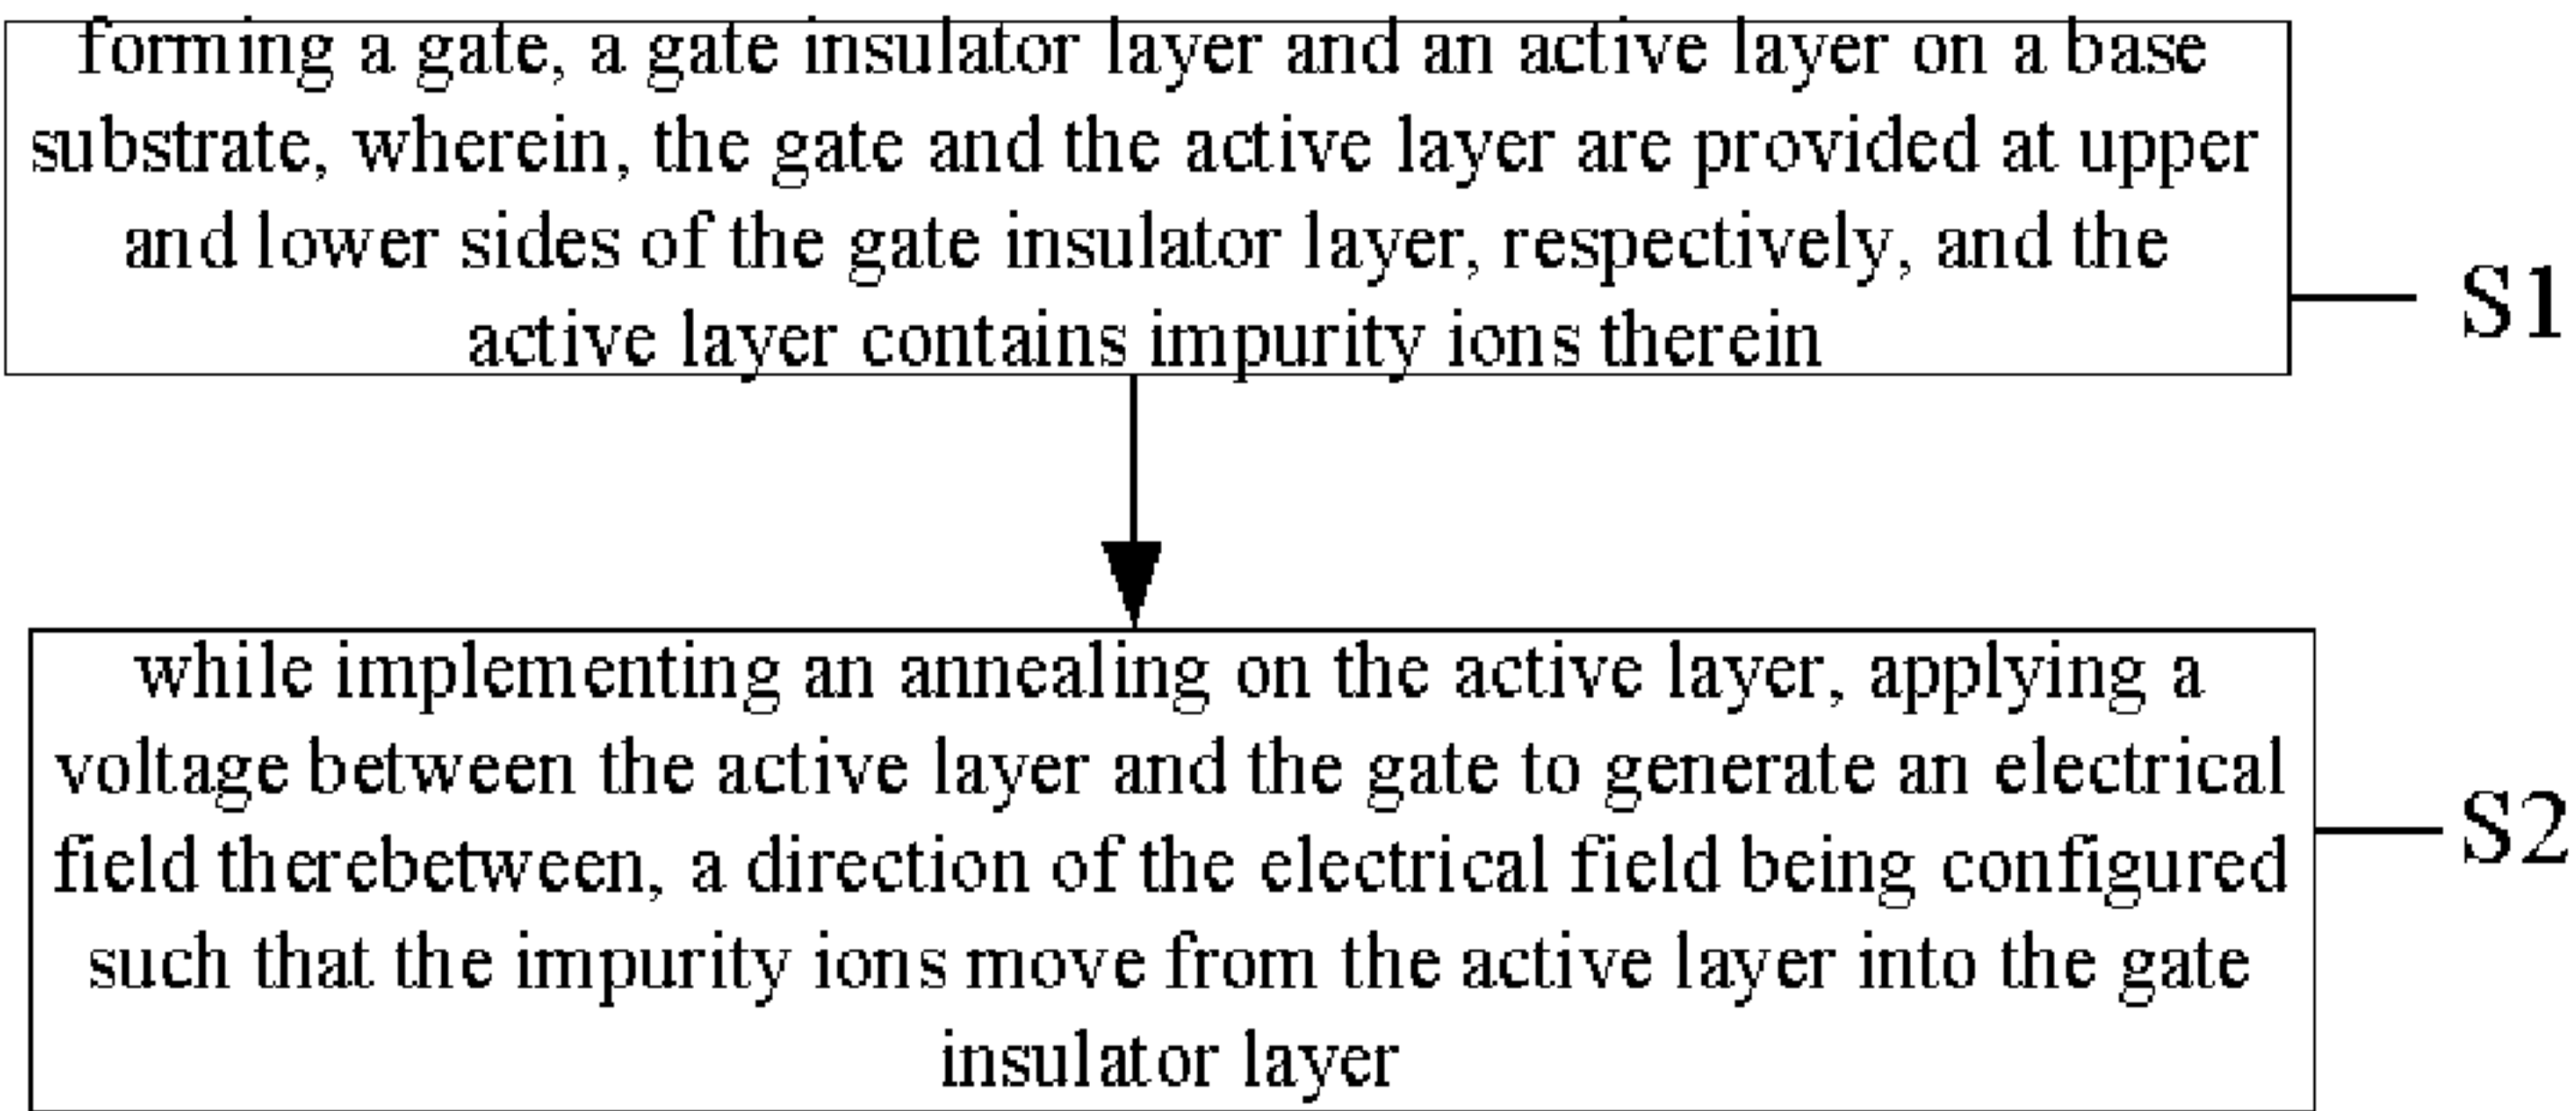 forming a gate, a gate insulator layer and an active layer on a base
substrate, wherein, the gate and the active layer are provided at upper
and lower sides of the gate insulator layer, respectively, and the
active layer contains impurity ions therein
S1
while implementing an annealing on the active layer, applying a
voltage between the active layer and the gate to generate an electrical
field therebetween, a direction of the electrical field being configured
such that the impurity ions move from the active layer into the gate
insulator layer
S2